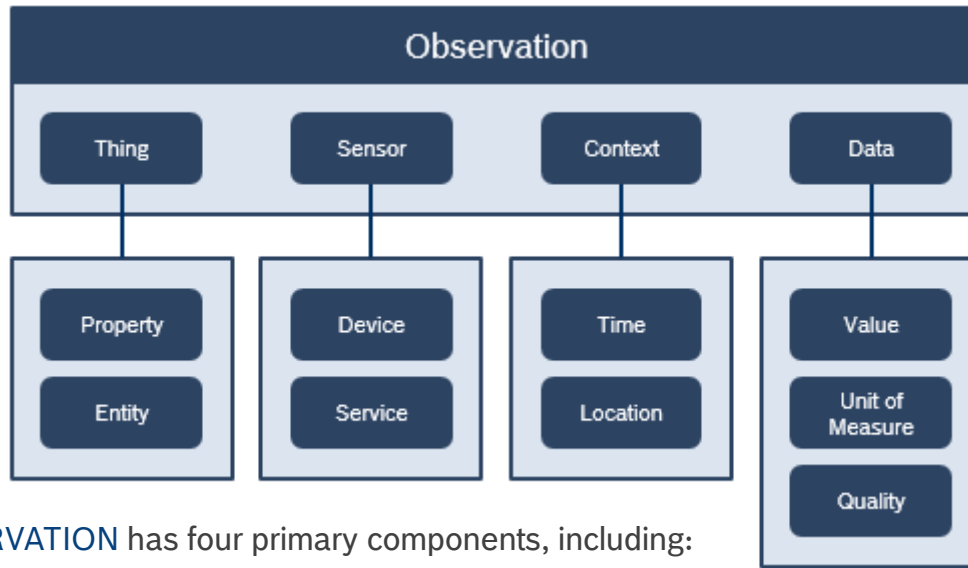 Observation
Thing
Sensor
Context
Data
Property
Entity
Device
Service
Time
Location
Value
Unit of
Measure
Quality
RVATION has four primary components, including: